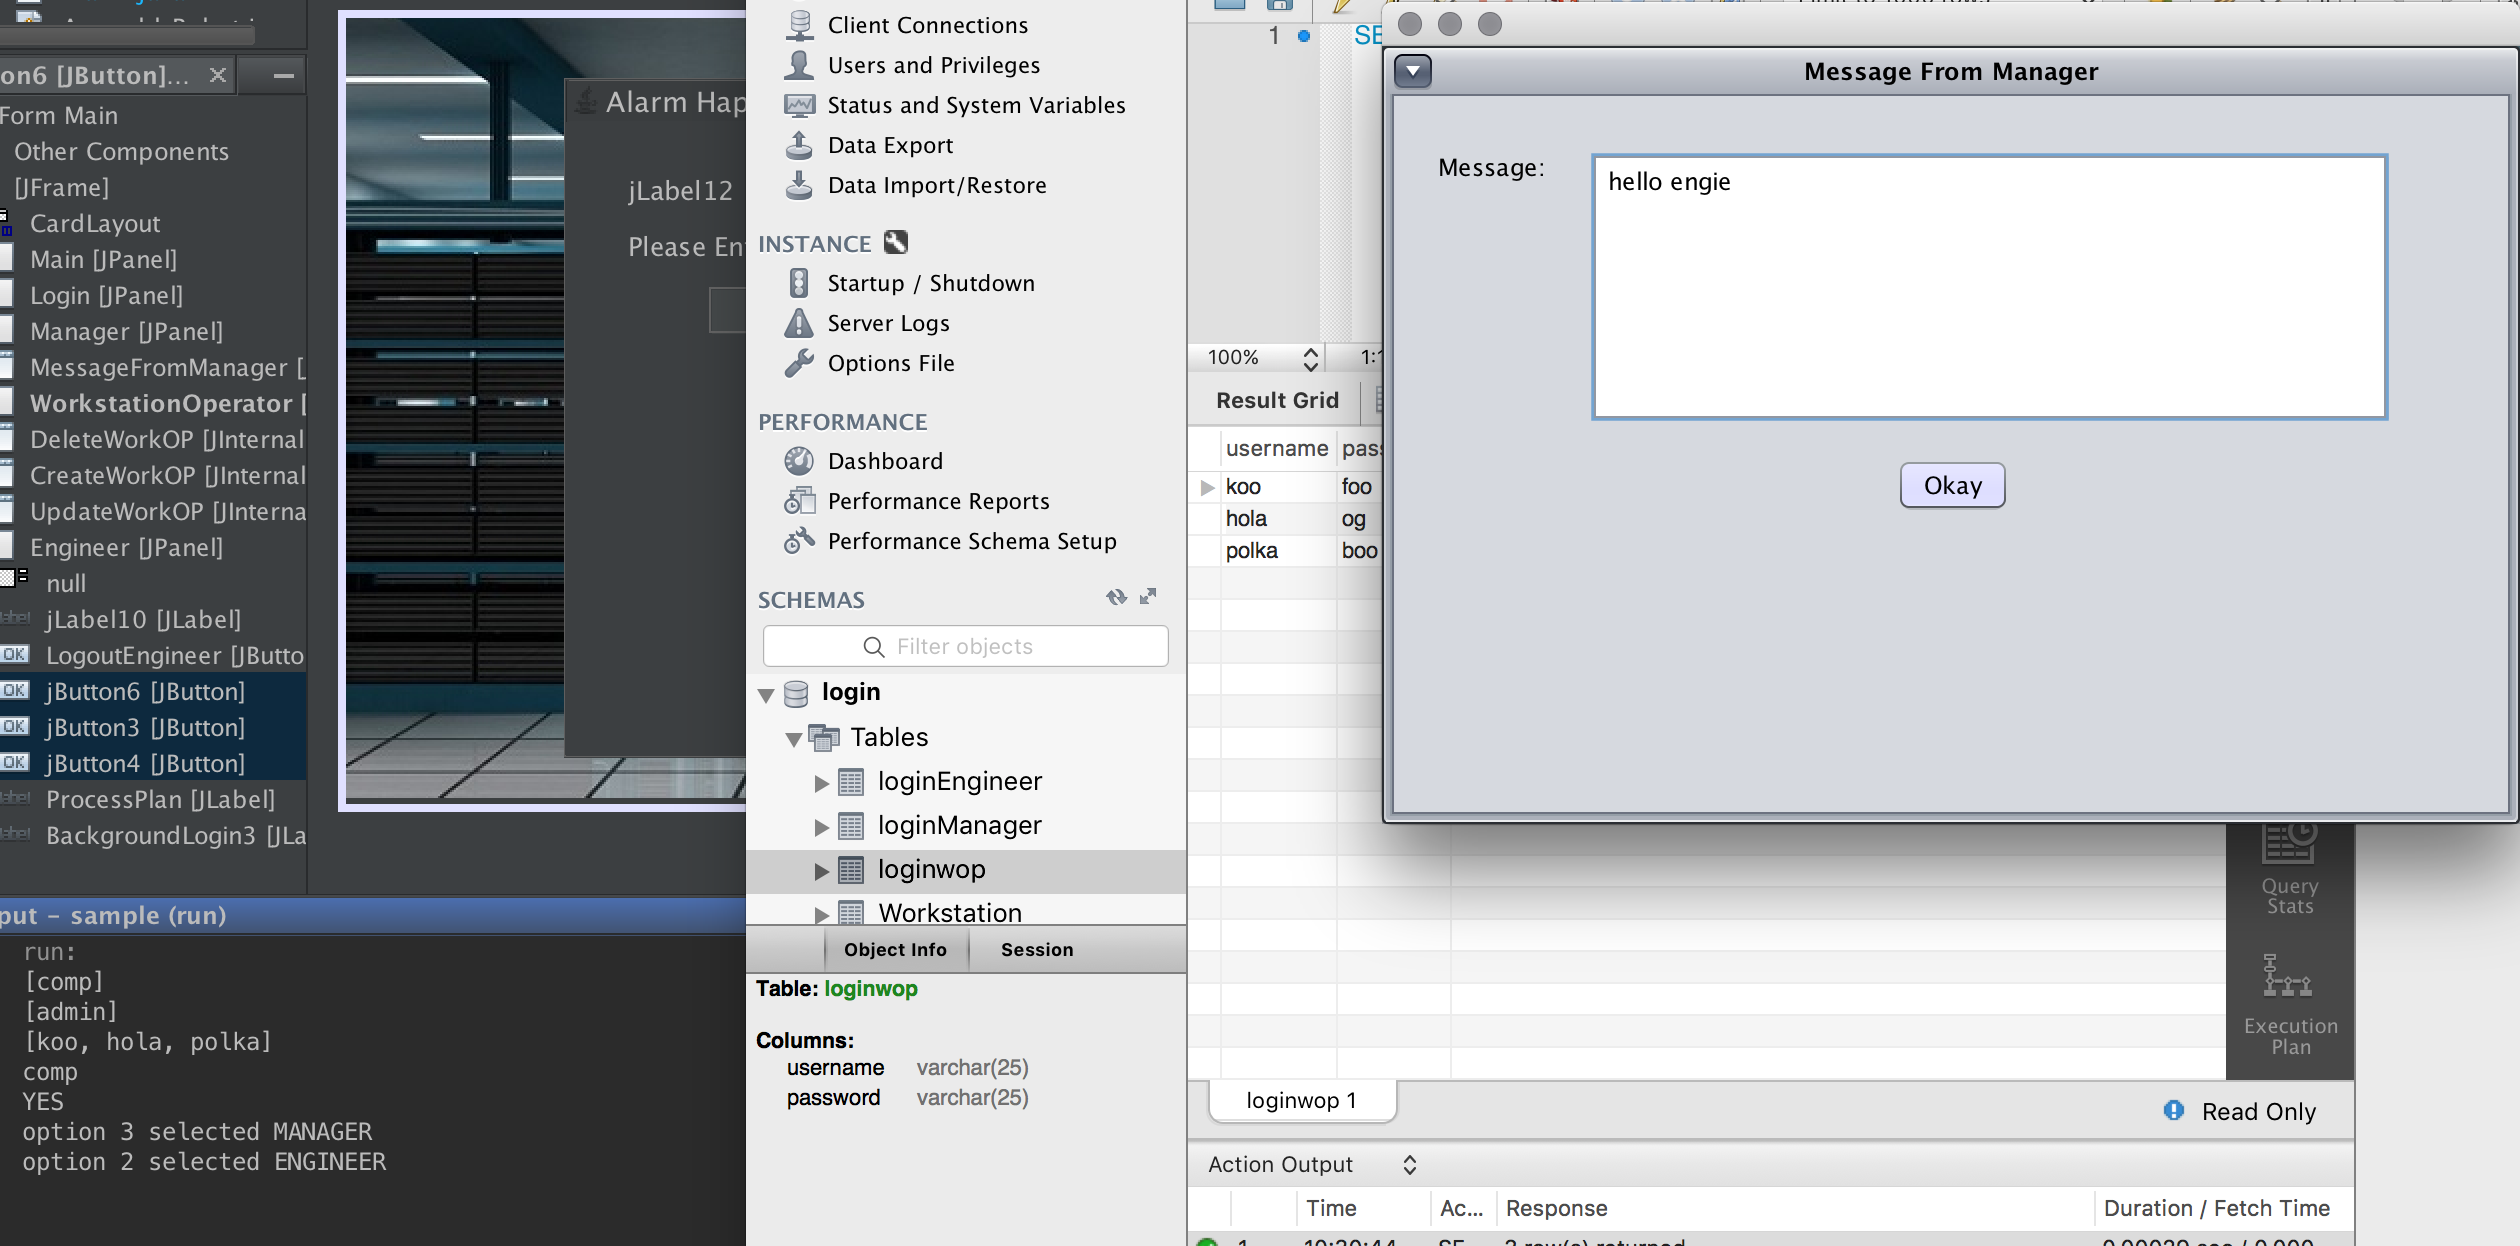 on6 [JButton]...
Form Main
Other Components
[JFrame]
CardLayout
Main [JPanel]
Login [JPanel]
Manager [JPanel]
MessageFromManager [
WorkstationOperator [
DeleteWorkOP [JInternal
CreateWorkOP [JInternal
UpdateWorkOP [JInterna
Engineer [JPanel]
null
jLabel10 [JLabel]
LogoutEngineer [JButto
OK
jButton6 [JButton]
OK
jButton3 [JButton]
OK
jButton4 [JButton]
OK
ProcessPlan [JLabel]
BackgroundLogin3 [JLa
put - sample (run)
run:
[comp]
[admin]
[koo, hola, polka]
comp
YES
option 3 selected MANAGER
option 2 selected ENGINEER
Alarm Hap
jLabel12
Please En
Client Connections
Users and Privileges
Status and System Variables
Data Export
Data Import/Restore
INSTANCE
Startup / Shutdown
Server Logs
Options File
PERFORMANCE
Dashboard
Performance Reports
Performance Schema Setup
SCHEMAS
Filter objects
login
Tables
loginEngineer
loginManager
loginwop
Workstation
Object Info
Session
Table: loginwop
Columns:
username varchar(25)
password varchar(25)
1
SE
100%
1:1
Result Grid
username pass
koo foo
hola og
polka boo
Message From Manager
Message:
hello engie
Okay
Query
Stats
Execution
Plan
loginwop 1
Read Only
Action Output
Time Ac... Response Duration / Fetch Time